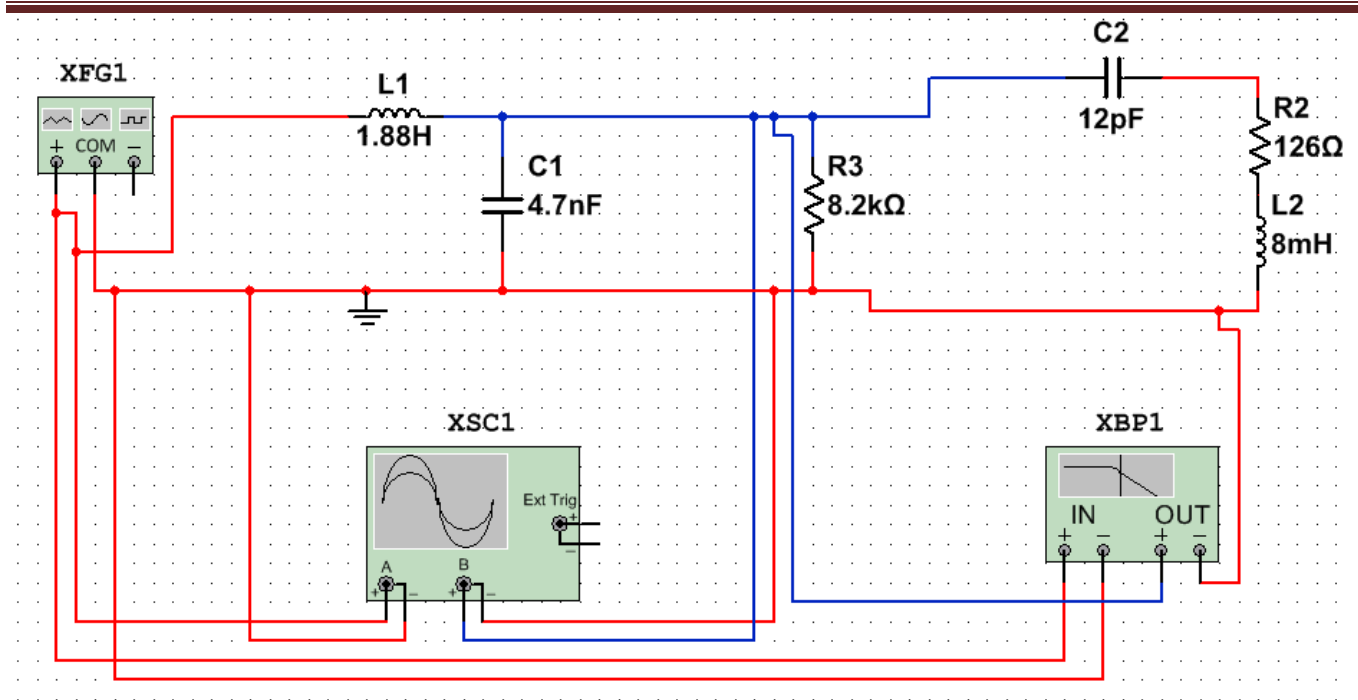 C2
XFG1
L1
12pF
R2
126Ω
+ COM −
1.88H
C1
4.7nF
R3
8.2kΩ
L2
8mH
XSC1
XBP1
Ext Trig
+
−
IN OUT
+ − + −
A B
+ − + −